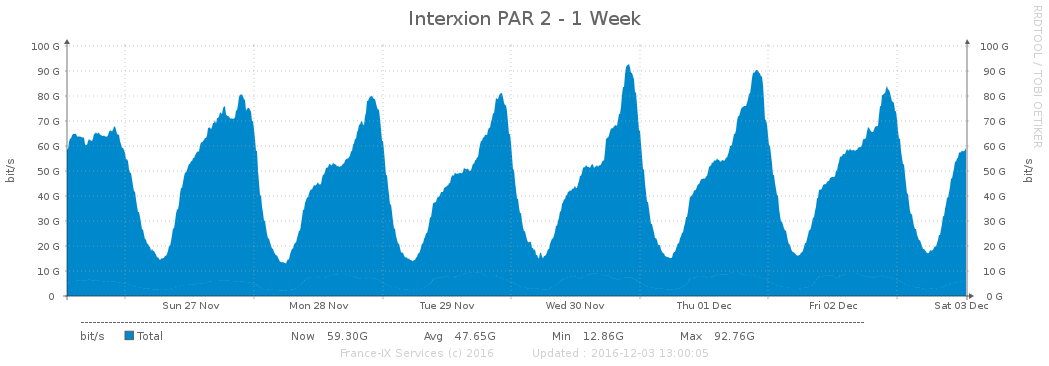 Interxion PAR 2 - 1 Week
RRDTOOL / TOBI OETIKER
bit/s
bit/s
100 G 100 G
90 G 90 G
80 G 80 G
70 G 70 G
60 G 60 G
50 G 50 G
40 G 40 G
30 G 30 G
20 G 20 G
10 G 10 G
0 0 G
Sun 27 Nov Mon 28 Nov Tue 29 Nov Wed 30 Nov Thu 01 Dec Fri 02 Dec Sat 03 Dec
bit/s Total Now 59.30G Avg 47.65G Min 12.86G Max 92.76G
France-IX Services (c) 2016 Updated : 2016-12-03 13:00:05